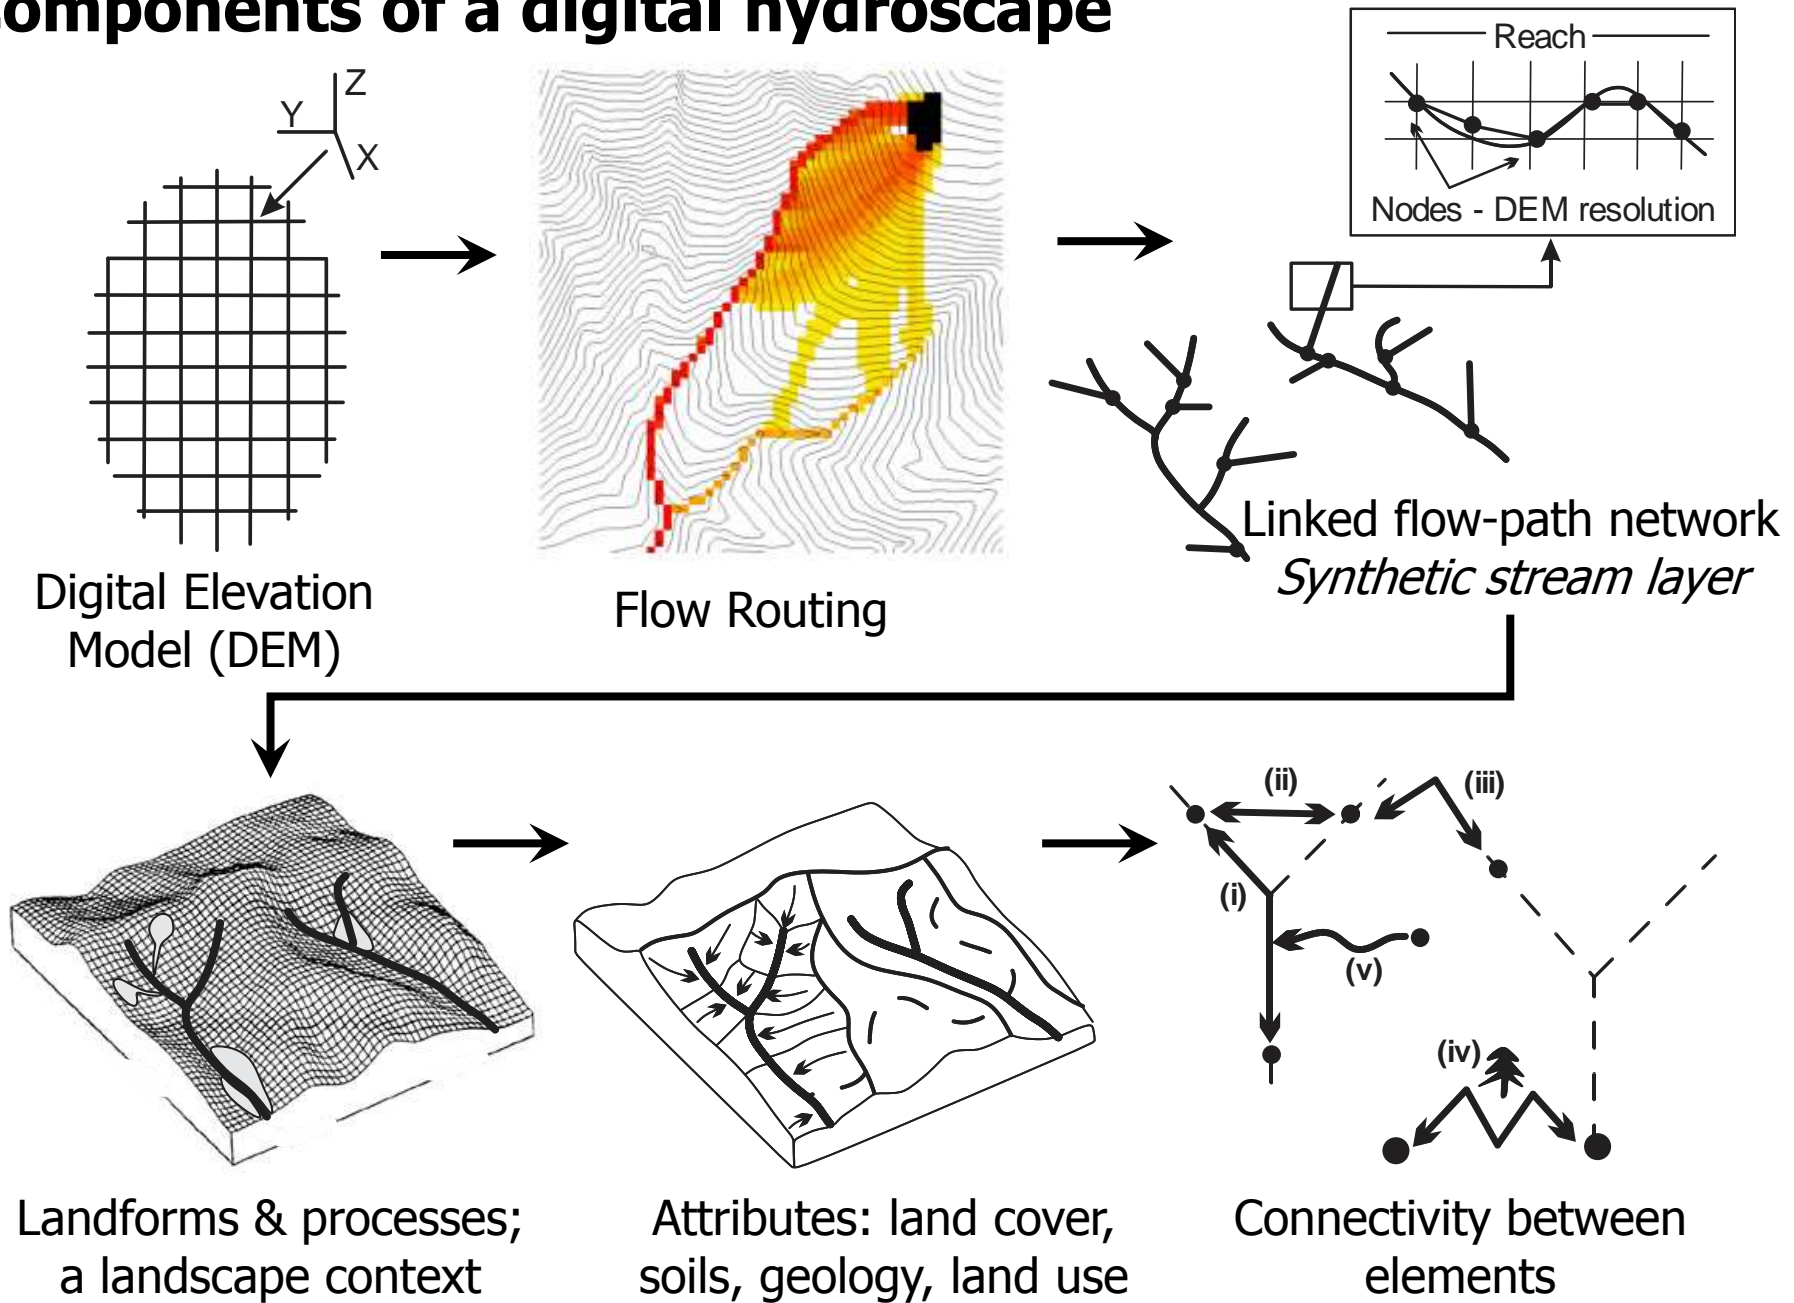 omponents of a digital hydroscape
Z
Y
X
Reach
Nodes - DEM resolution
Digital Elevation
Model (DEM)
Flow Routing
Linked flow-path network
Synthetic stream layer
(ii)
(iii)
(i)
(v)
(iv)
Landforms & processes;
a landscape context
Attributes: land cover,
soils, geology, land use
Connectivity between
elements